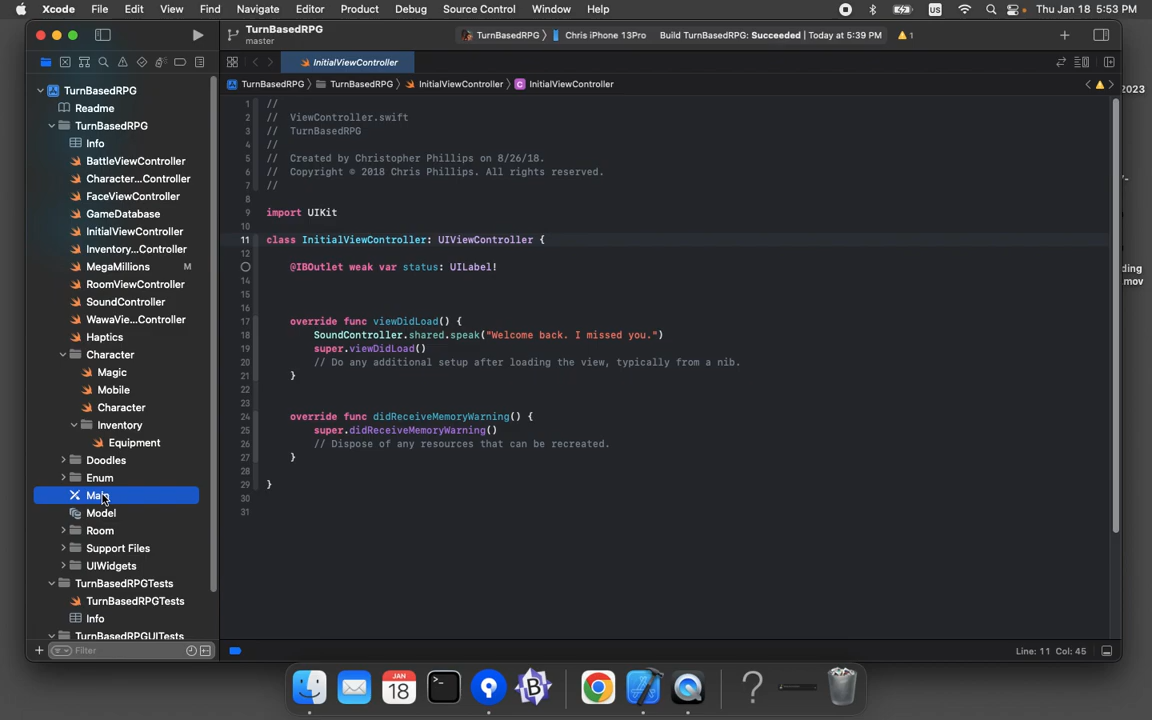 Xcode File Edit View Find Navigate Editor Product Debug Source Control Window Help US Thu Jan 18 5:53 PM
TurnBasedRPG
master
TurnBasedRPG
Chris iPhone 13Pro
Build TurnBasedRPG: Succeeded | Today at 5:39 PM
1
InitialViewController
TurnBasedRPG
TurnBasedRPG
InitialViewController
InitialViewController
TurnBasedRPG
Readme
TurnBasedRPG
Info
BattleViewController
Character...Controller
FaceViewController
GameDatabase
InitialViewController
Inventory...Controller
MegaMillions M
RoomViewController
SoundController
WawaVie...Controller
Haptics
Character
Magic
Mobile
Character
Inventory
Equipment
Doodles
Enum
Main
Model
Room
Support Files
UIWidgets
TurnBasedRPGTests
TurnBasedRPGTests
Info
TurnBasedRPGUITests
Filter
1 //
2 // ViewController.swift
3 // TurnBasedRPG
4 //
5 // Created by Christopher Phillips on 8/26/18.
6 // Copyright © 2018 Chris Phillips. All rights reserved.
7 //
8
9 import UIKit
10
11 class InitialViewController: UIViewController {
12
@IBOutlet weak var status: UILabel!
14
15
16
17 override func viewDidLoad() {
18 SoundController.shared.speak("Welcome back. I missed you.")
19 super.viewDidLoad()
20 // Do any additional setup after loading the view, typically from a nib.
21 }
22
23
24 override func didReceiveMemoryWarning() {
25 super.didReceiveMemoryWarning()
26 // Dispose of any resources that can be recreated.
27 }
28
29 }
30
31
Line: 11 Col: 45
2023
ding
.mov
JAN
18
B
?